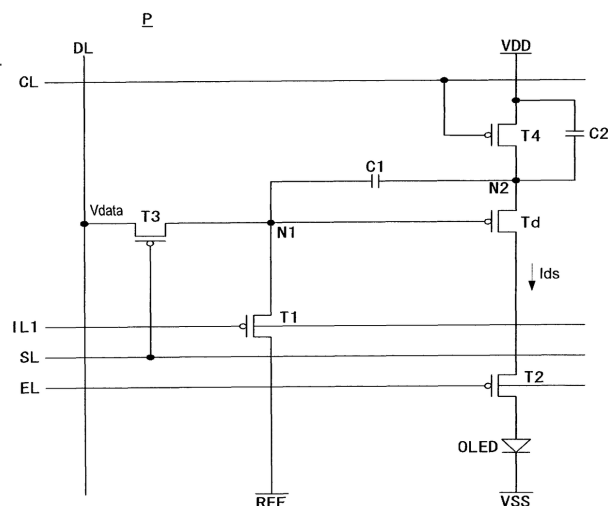 P
DL
VDD
CL
T4
C2
C1
N2
Vdata
T3
N1
Td
Ids
IL1
T1
SL
EL
T2
OLED
REF
VSS